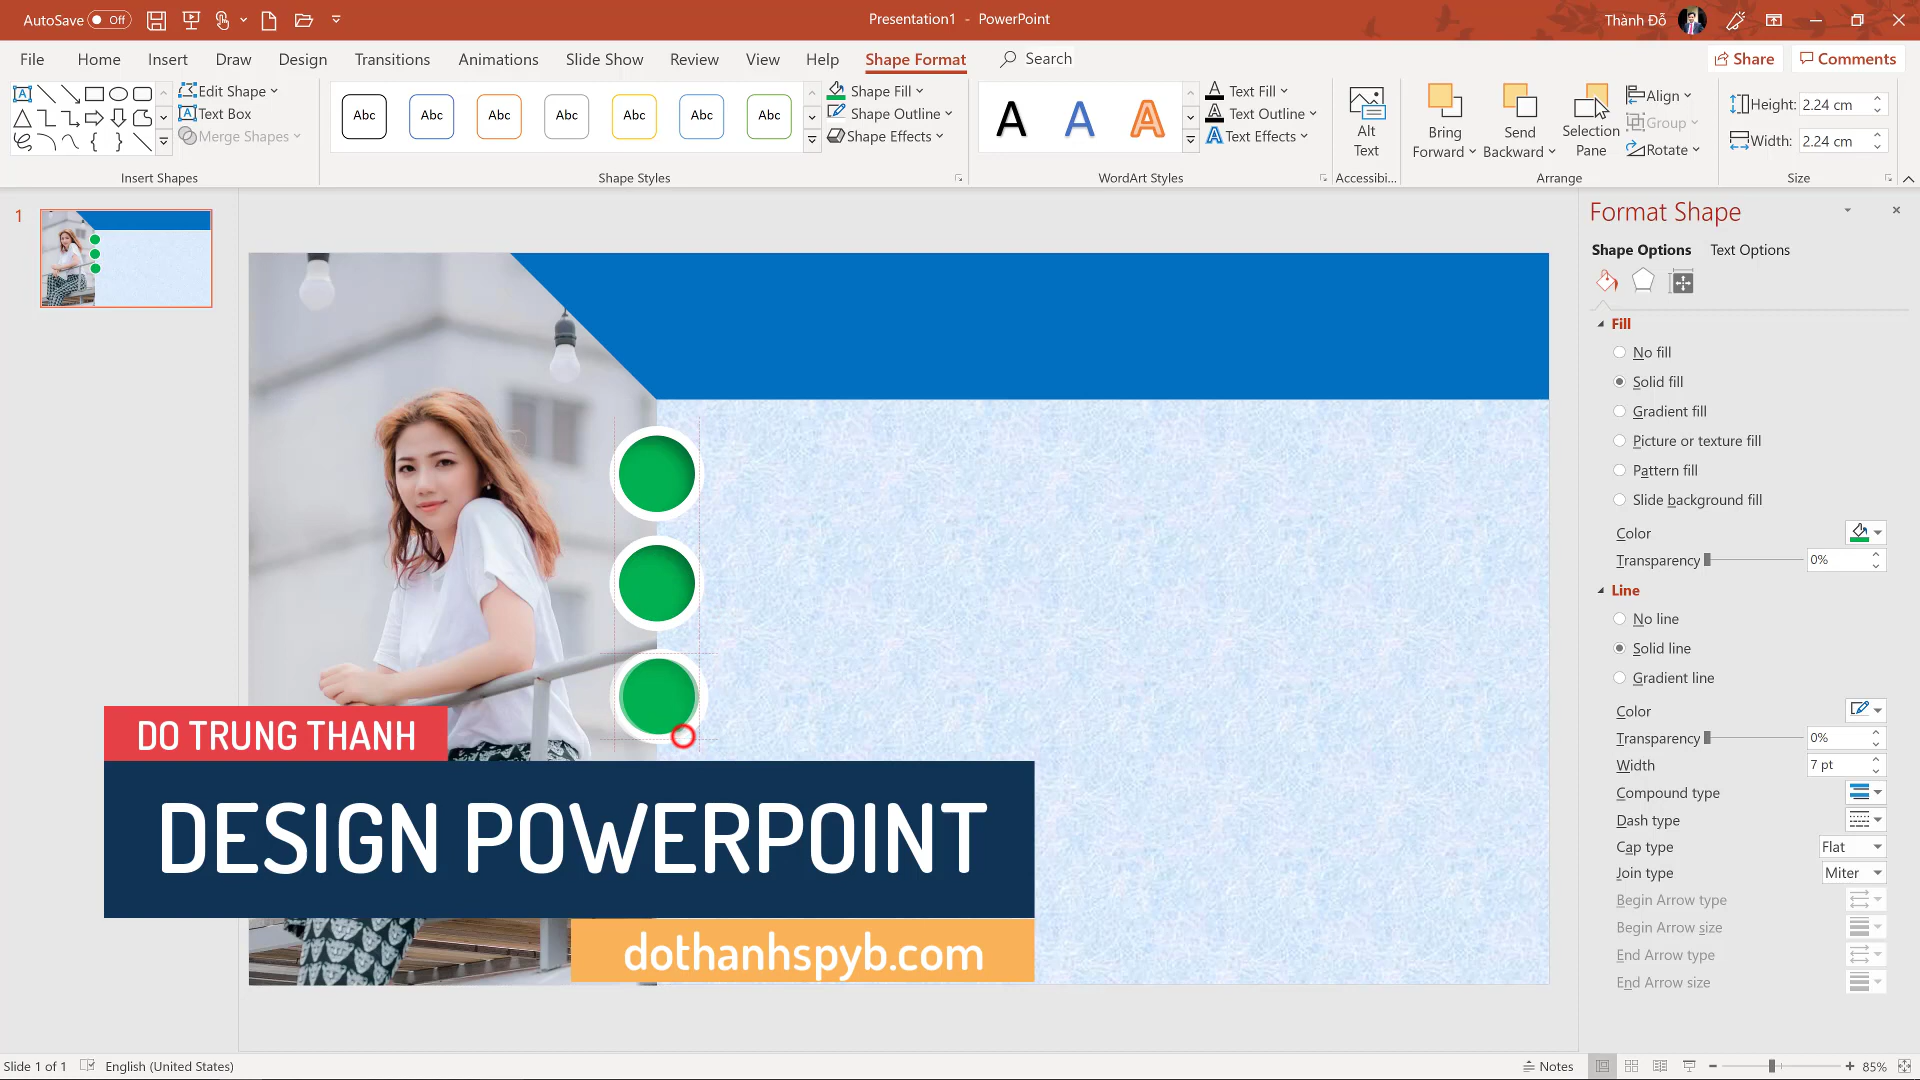 AutoSave Off
Presentation1 - PowerPoint
Thành Đỗ
File Home Insert Draw Design Transitions Animations Slide Show Review View Help Shape Format Search
Share Comments
Edit Shape
Text Box
Merge Shapes
Insert Shapes
Abc Abc Abc Abc Abc Abc Abc
Shape Fill
Shape Outline
Shape Effects
Shape Styles
A A A
Text Fill
Text Outline
Text Effects
WordArt Styles
Alt
Text
Accessibi...
Bring
Forward
Send
Backward
Selection
Pane
Align
Group
Rotate
Arrange
Height: 2.24 cm
Width: 2.24 cm
Size
1
Format Shape
Shape Options Text Options
Fill
No fill
Solid fill
Gradient fill
Picture or texture fill
Pattern fill
Slide background fill
Color
Transparency 0%
Line
No line
Solid line
Gradient line
Color
Transparency 0%
Width 7 pt
Compound type
Dash type
Cap type Flat
Join type Miter
Begin Arrow type
Begin Arrow size
End Arrow type
End Arrow size
DO TRUNG THANH
DESIGN POWERPOINT
dothanhspyb.com
Slide 1 of 1 English (United States)
Notes 85%